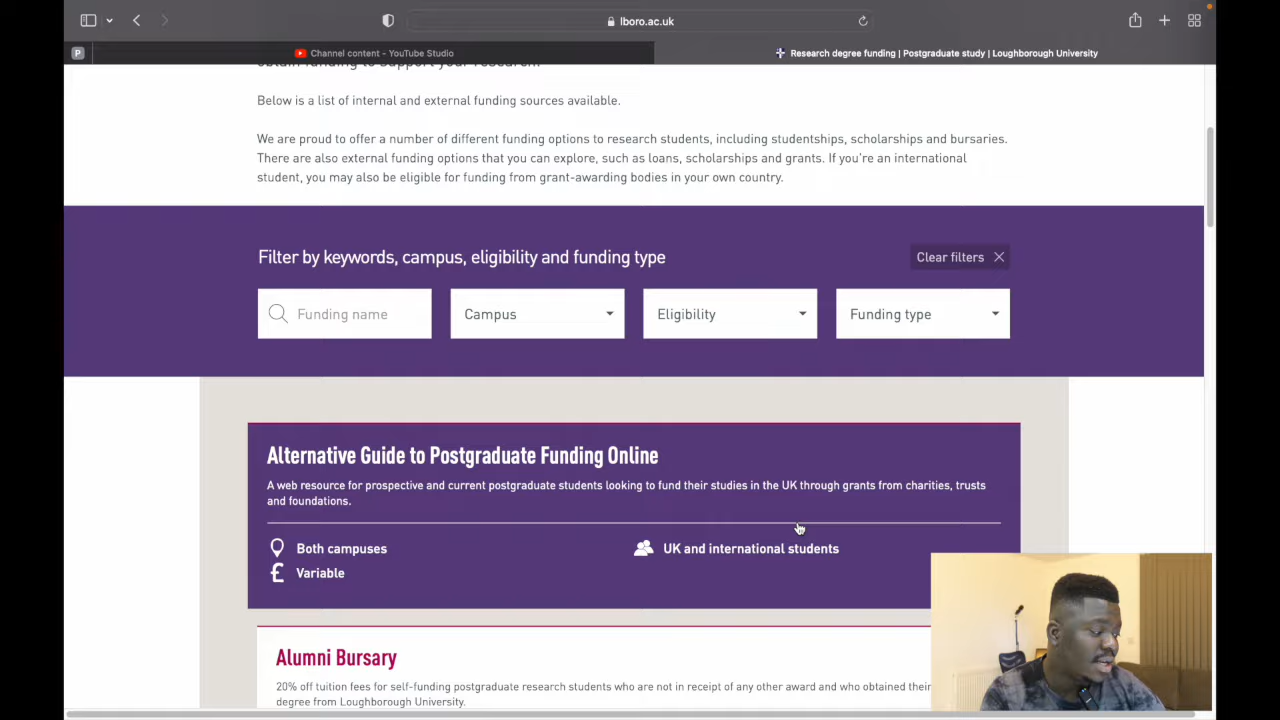 lboro.ac.uk
P
Channel content - YouTube Studio
Research degree funding | Postgraduate study | Loughborough University
obtain funding to support your research.
Below is a list of internal and external funding sources available.
We are proud to offer a number of different funding options to research students, including studentships, scholarships and bursaries.
There are also external funding options that you can explore, such as loans, scholarships and grants. If you're an international
student, you may also be eligible for funding from grant-awarding bodies in your own country.
Filter by keywords, campus, eligibility and funding type
Clear filters
Funding name
Campus
Eligibility
Funding type
Alternative Guide to Postgraduate Funding Online
A web resource for prospective and current postgraduate students looking to fund their studies in the UK through grants from charities, trusts
and foundations.
Both campuses
UK and international students
£ Variable
Alumni Bursary
20% off tuition fees for self-funding postgraduate research students who are not in receipt of any other award and who obtained their
degree from Loughborough University.